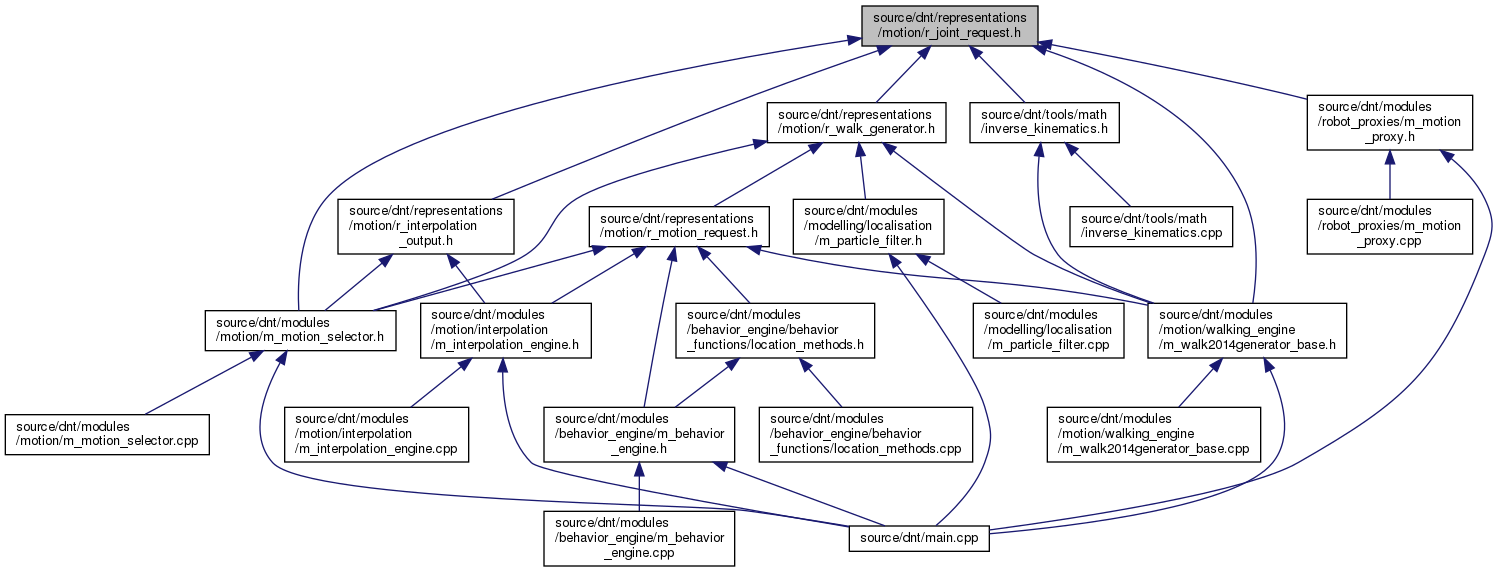 source/dnt/representations
/motion/r_joint_request.h
source/dnt/representations
/motion/r_walk_generator.h
source/dnt/tools/math
/inverse_kinematics.h
source/dnt/modules
/robot_proxies/m_motion
_proxy.h
source/dnt/representations
/motion/r_interpolation
_output.h
source/dnt/representations
/motion/r_motion_request.h
source/dnt/modules
/modelling/localisation
/m_particle_filter.h
source/dnt/tools/math
/inverse_kinematics.cpp
source/dnt/modules
/robot_proxies/m_motion
_proxy.cpp
source/dnt/modules
/motion/m_motion_selector.h
source/dnt/modules
/motion/interpolation
/m_interpolation_engine.h
source/dnt/modules
/behavior_engine/behavior
_functions/location_methods.h
source/dnt/modules
/modelling/localisation
/m_particle_filter.cpp
source/dnt/modules
/motion/walking_engine
/m_walk2014generator_base.h
source/dnt/modules
/motion/m_motion_selector.cpp
source/dnt/modules
/motion/interpolation
/m_interpolation_engine.cpp
source/dnt/modules
/behavior_engine/m_behavior
_engine.h
source/dnt/modules
/behavior_engine/behavior
_functions/location_methods.cpp
source/dnt/modules
/motion/walking_engine
/m_walk2014generator_base.cpp
source/dnt/modules
/behavior_engine/m_behavior
_engine.cpp
source/dnt/main.cpp